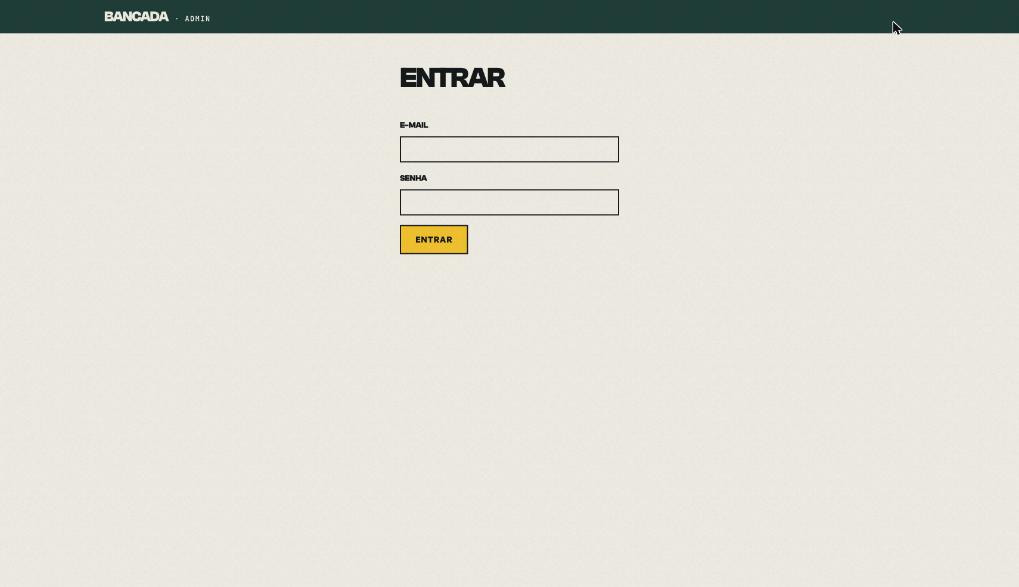 BANCADA · ADMIN
ENTRAR
E-MAIL
SENHA
ENTRAR